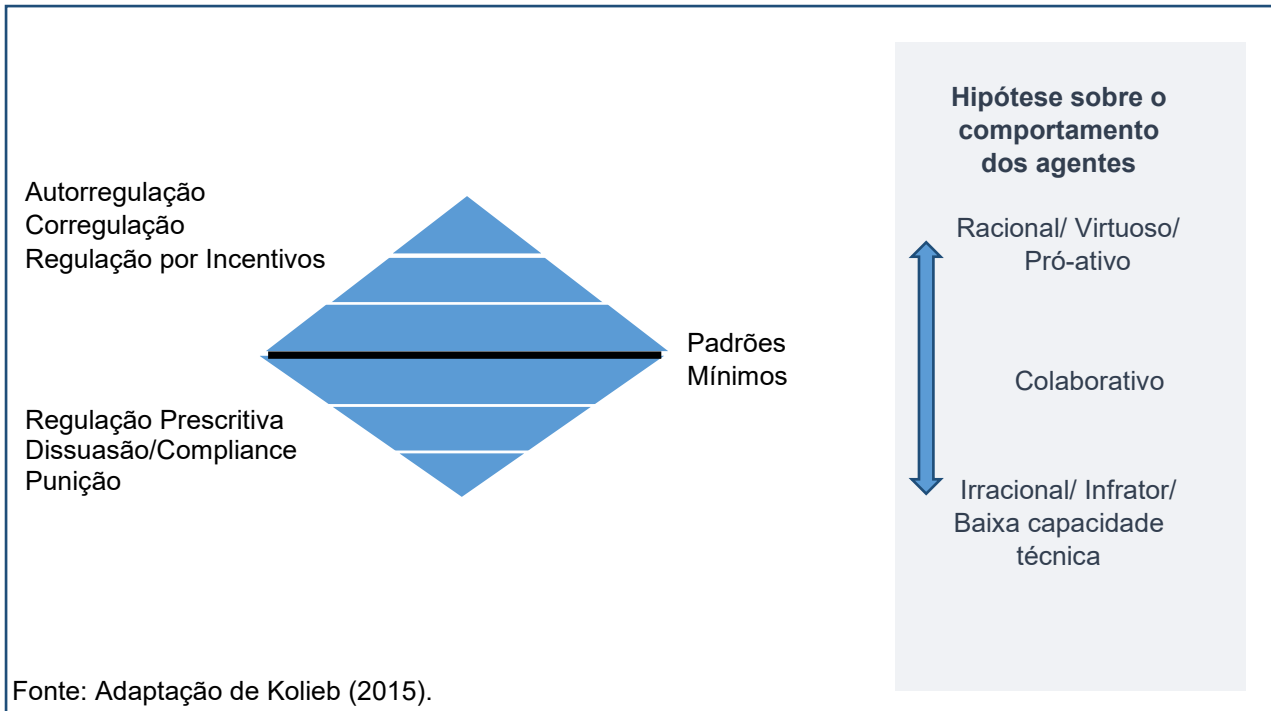 Autorregulação
Corregulação
Regulação por Incentivos
Padrões
Mínimos
Regulação Prescritiva
Dissuasão/Compliance
Punição
Hipótese sobre o
comportamento
dos agentes
Racional/ Virtuoso/
Pró-ativo
Colaborativo
Irracional/ Infrator/
Baixa capacidade
técnica
Fonte: Adaptação de Kolieb (2015).